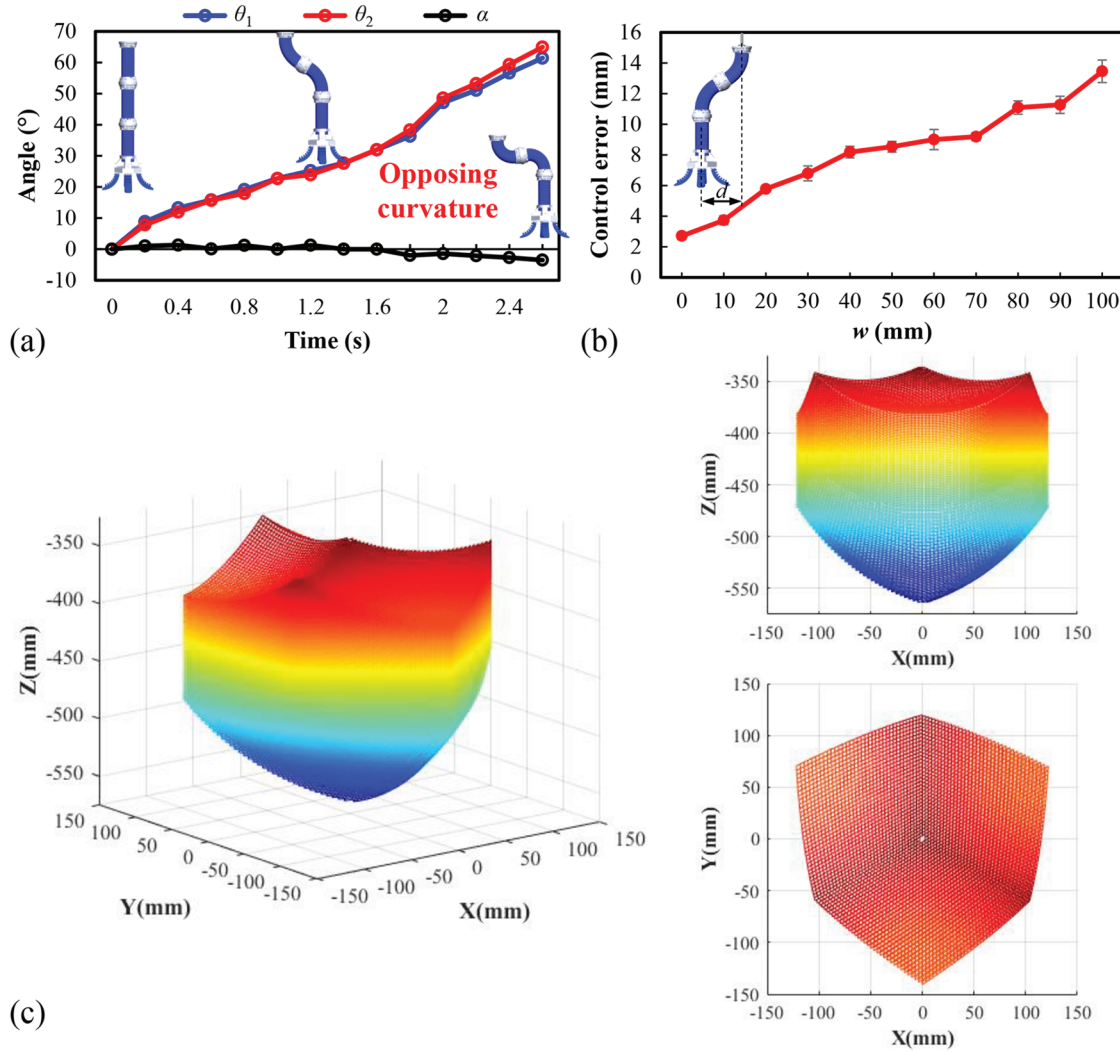 θ1 θ2 α
70
60
50
40
30
20
10
0
-10
Angle (°)
Opposing
curvature
0 0.4 0.8 1.2 1.6 2 2.4
Time (s)
(a)
16
14
12
10
8
6
4
2
0
Control error (mm)
d
0 10 20 30 40 50 60 70 80 90 100
w (mm)
(b)
-350
-400
-450
-500
-550
Z(mm)
150
100
50
0
-50
-100
-150
Y(mm)
-150
-100
-50
0
50
100
150
X(mm)
-350
-400
-450
-500
-550
Z(mm)
-150 -100 -50 0 50 100 150
X(mm)
150
100
50
0
-50
-100
-150
Y(mm)
-150 -100 -50 0 50 100 150
X(mm)
(c)